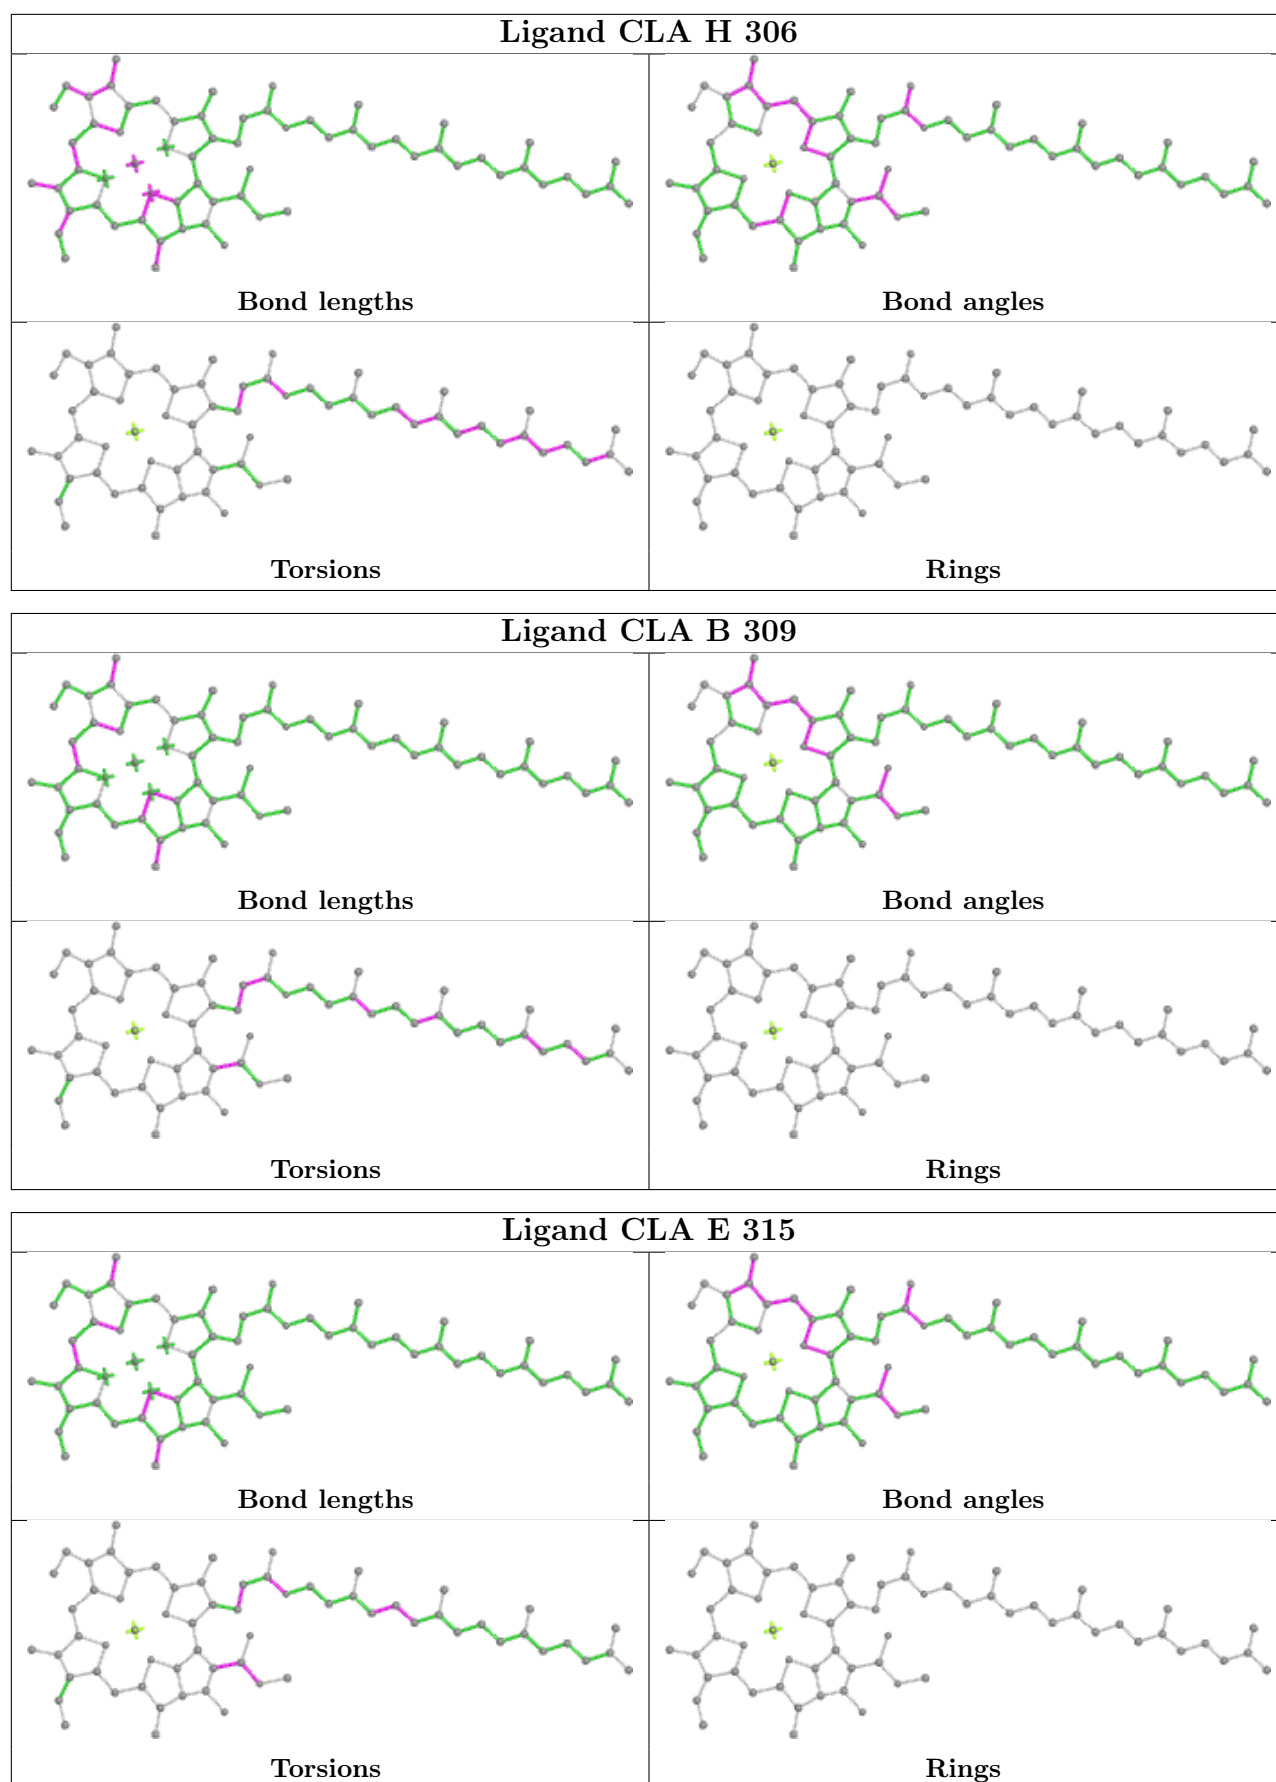 Ligand CLA H 306
Bond lengths
Bond angles
Torsions
Rings
Ligand CLA B 309
Bond lengths
Bond angles
Torsions
Rings
Ligand CLA E 315
Bond lengths
Bond angles
Torsions
Rings